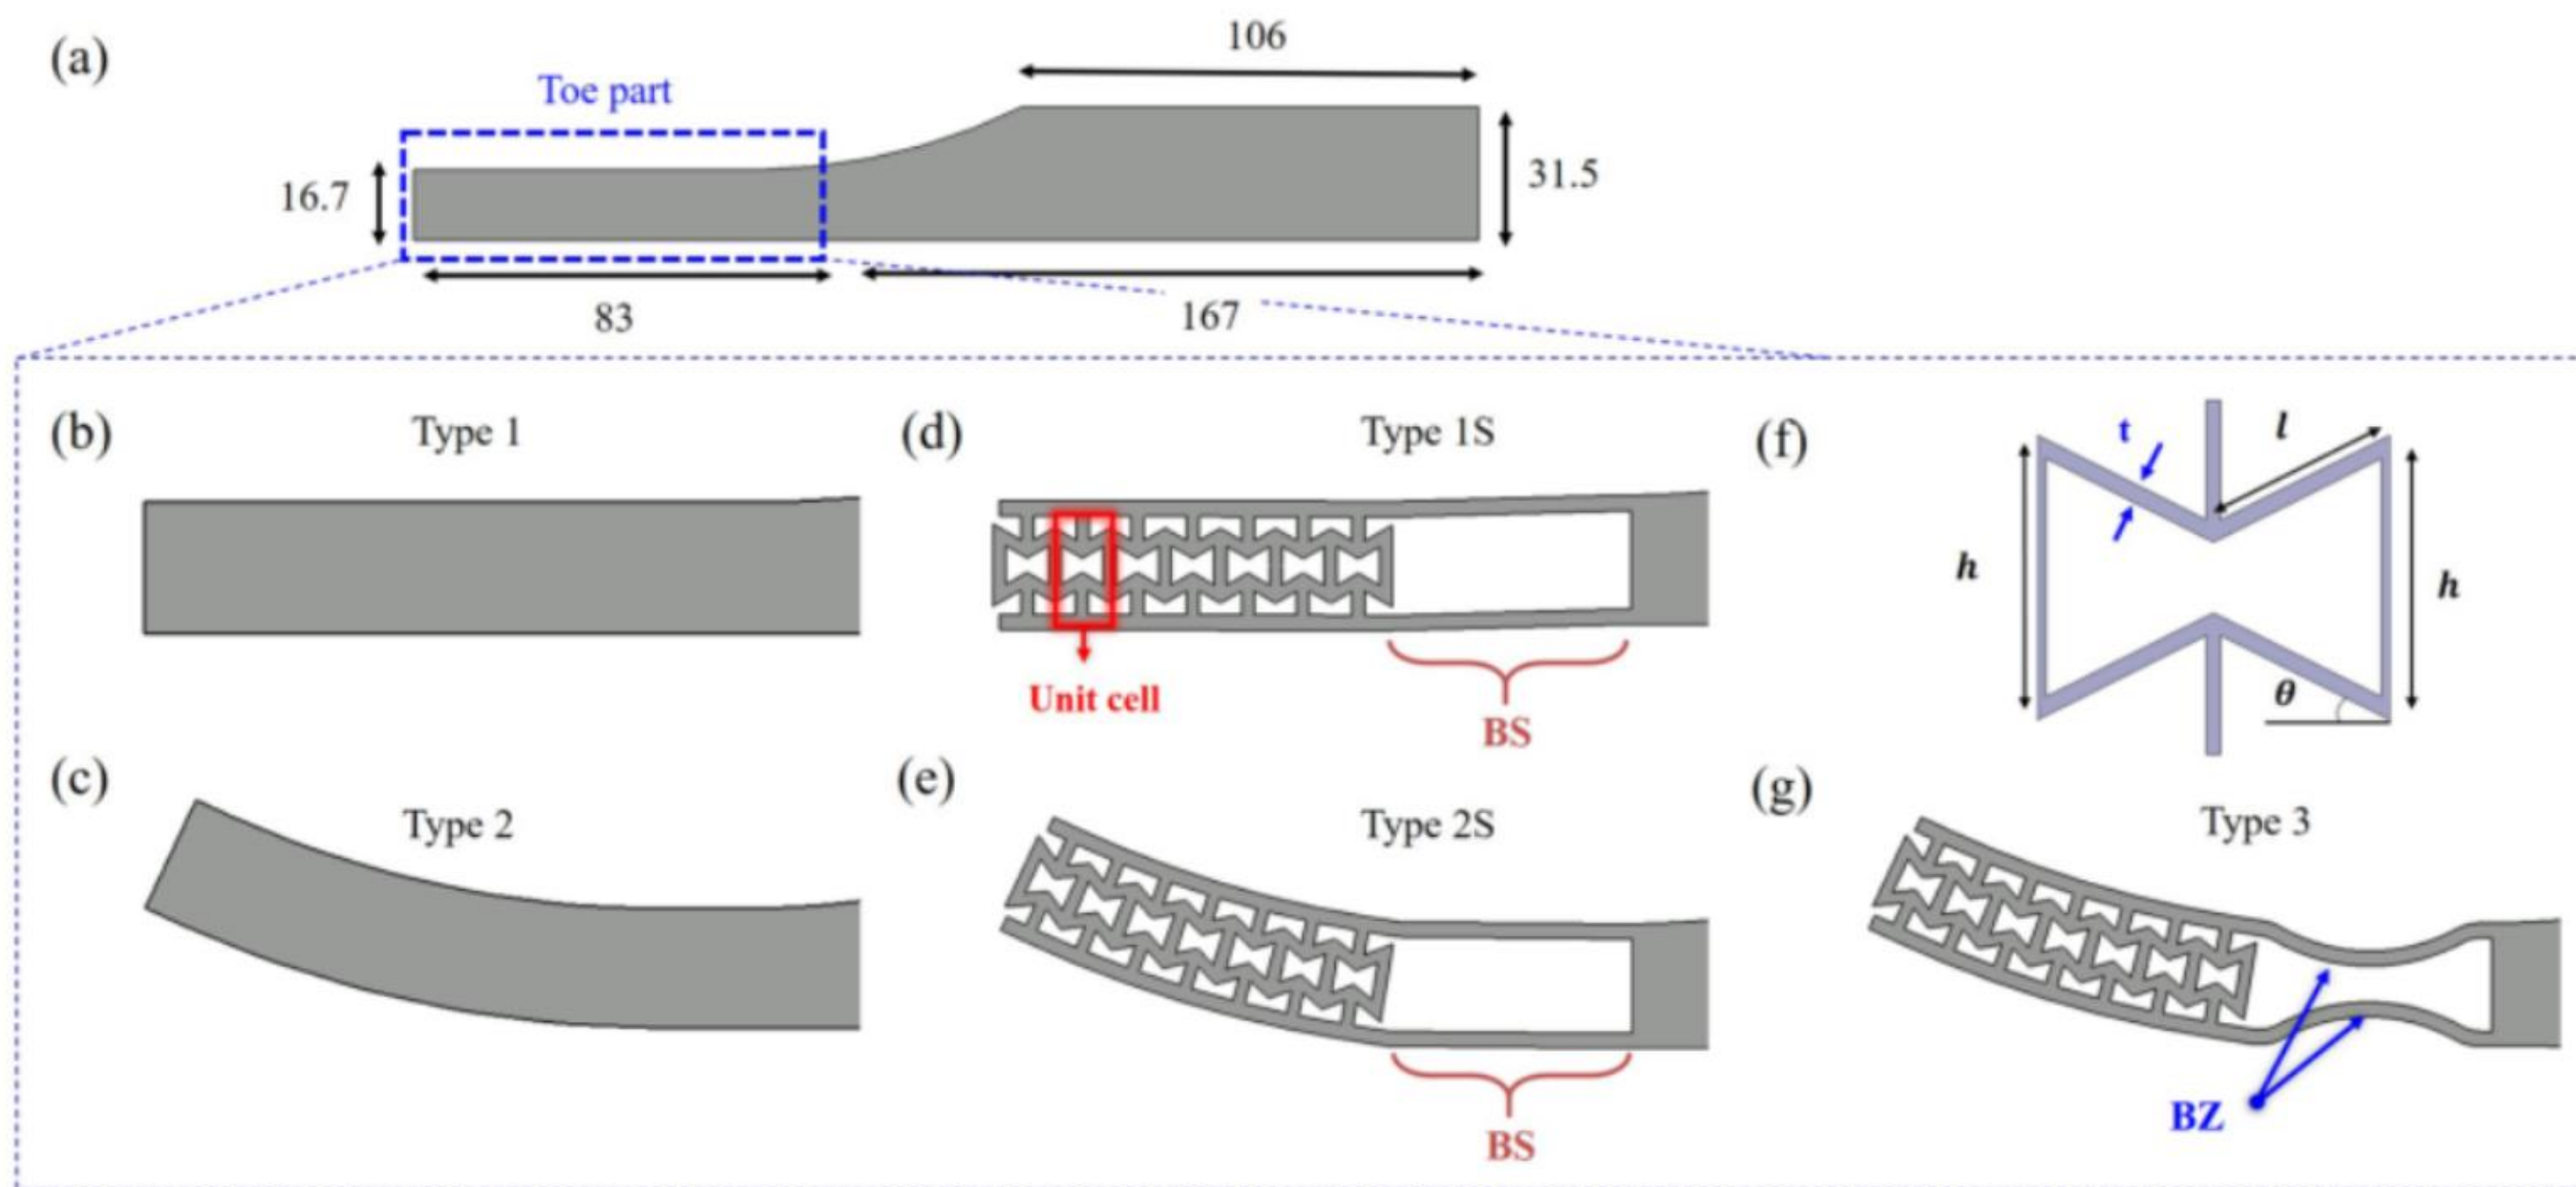 (a)
106
Toe part
16.7
31.5
83
167
(b)
Type 1
(d)
Type 1S
(f)
t
l
h
h
θ
Unit cell
BS
(c)
Type 2
(e)
Type 2S
(g)
Type 3
BS
BZ